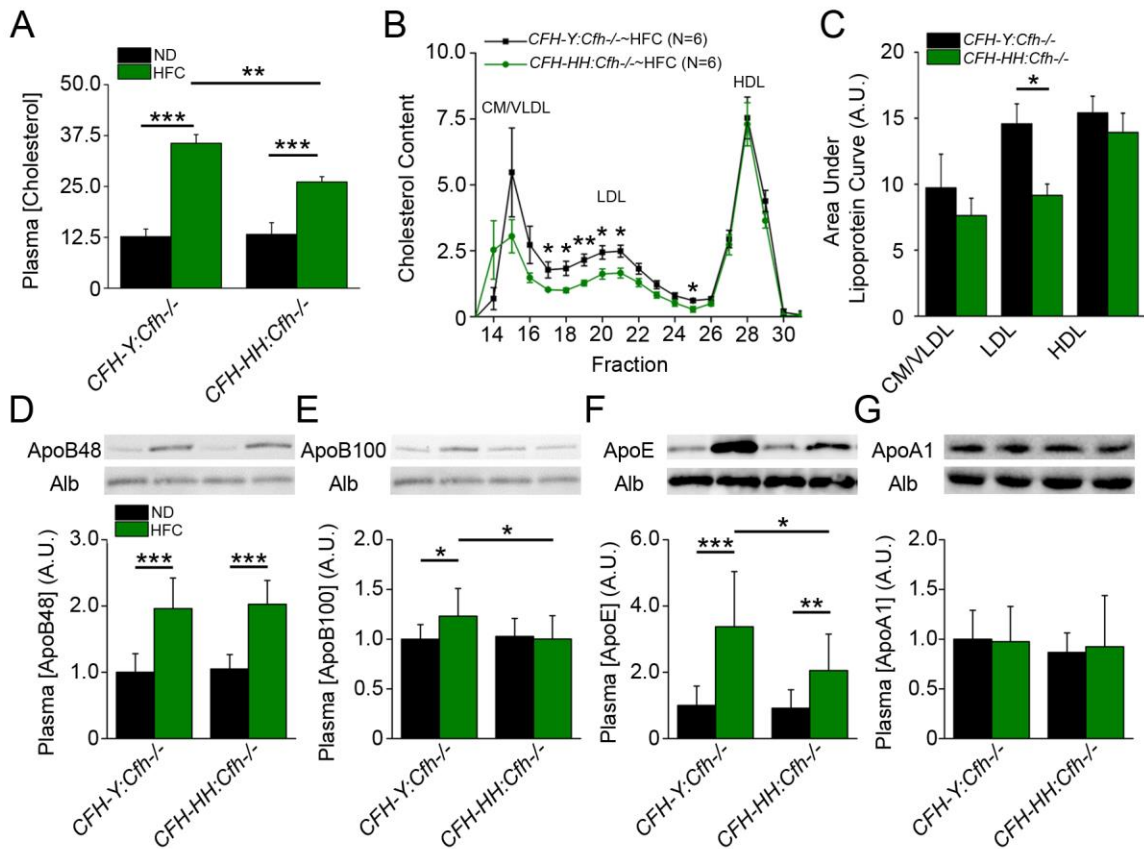 A
ND
HFC
Plasma [Cholesterol]
50.0
37.5
25.0
12.5
0
**
***
***
CFH-Y:Cfh-/-
CFH-HH:Cfh-/-
B
CFH-Y:Cfh-/-~HFC (N=6)
CFH-HH:Cfh-/-~HFC (N=6)
Cholesterol Content
10.0
7.5
5.0
2.5
0
CM/VLDL
LDL
HDL
* * ** * *
*
14 16 18 20 22 24 26 28 30
Fraction
C
CFH-Y:Cfh-/-
CFH-HH:Cfh-/-
Area Under
Lipoprotein Curve (A.U.)
20
15
10
5
0
*
CM/VLDL
LDL
HDL
D
ApoB48
Alb
ND
HFC
Plasma [ApoB48] (A.U.)
3.0
2.0
1.0
0
***
***
CFH-Y:Cfh-/-
CFH-HH:Cfh-/-
E
ApoB100
Alb
Plasma [ApoB100] (A.U.)
2.0
1.5
1.0
0.5
0
*
*
CFH-Y:Cfh-/-
CFH-HH:Cfh-/-
F
ApoE
Alb
Plasma [ApoE] (A.U.)
6.0
4.0
2.0
0
***
*
**
CFH-Y:Cfh-/-
CFH-HH:Cfh-/-
G
ApoA1
Alb
Plasma [ApoA1] (A.U.)
2.0
1.5
1.0
0.5
0
CFH-Y:Cfh-/-
CFH-HH:Cfh-/-